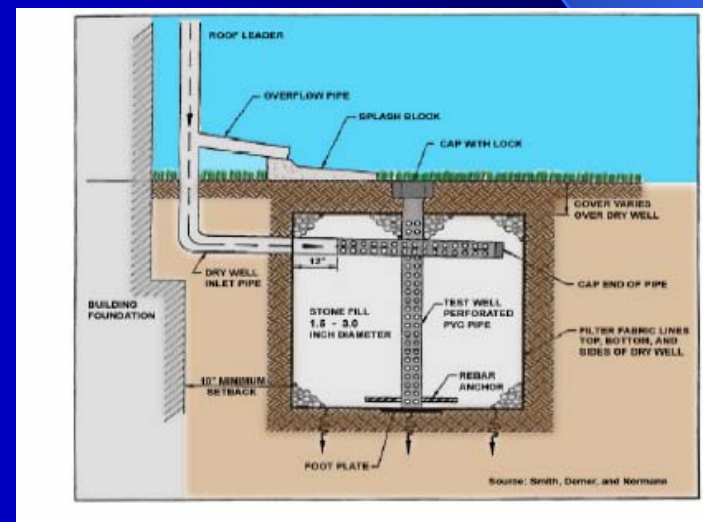 ROOF LEADER
OVERFLOW PIPE
SPLASH BLOCK
CAP WITH LOCK
COVER VARIES
OVER DRY WELL
12"
DRY WELL
INLET PIPE
CAP END OF PIPE
BUILDING
FOUNDATION
STONE FILL
1.5 - 3.0
INCH DIAMETER
TEST WELL
PERFORATED
PVC PIPE
FILTER FABRIC LINES
TOP, BOTTOM, AND
SIDES OF DRY WELL
REBAR
ANCHOR
10" MINIMUM
SETBACK
FOOT PLATE
Source: Smith, Demer, and Normann